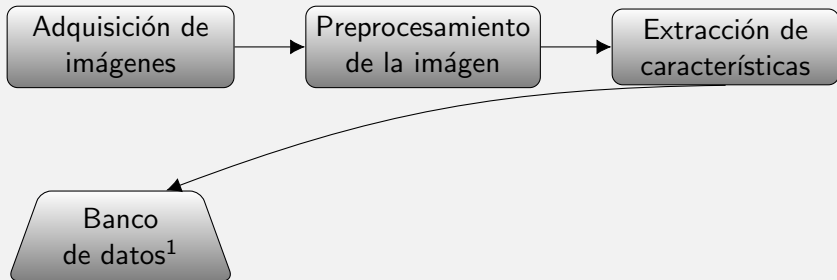 Adquisición de
imágenes
Preprocesamiento
de la imágen
Extracción de
características
Banco
de datos¹